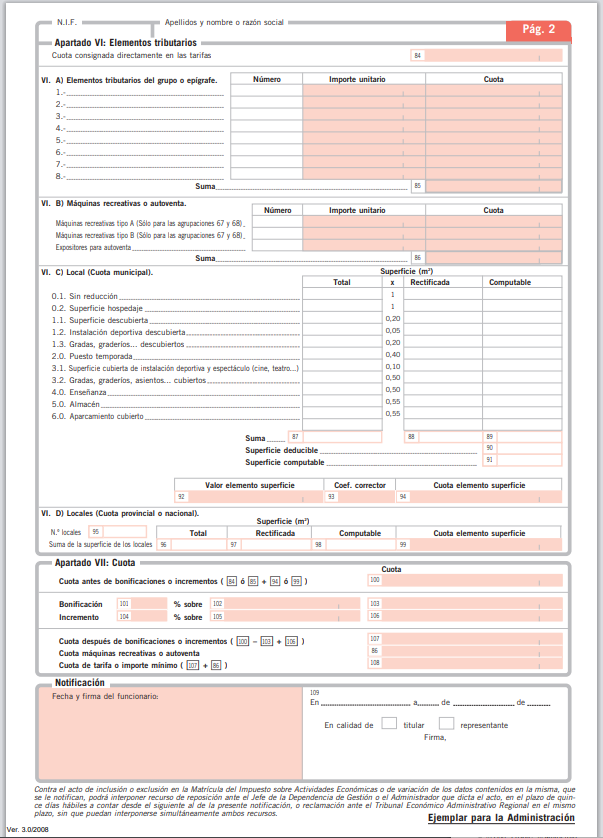 N.I.F. Apellidos y nombre o razón social
Pág. 2
Apartado VI: Elementos tributarios
Cuota consignada directamente en las tarifas 84
VI. A) Elementos tributarios del grupo o epígrafe. Número Importe unitario Cuota
1.-
2.-
3.-
4.-
5.-
6.-
7.-
8.-
Suma 85
VI. B) Máquinas recreativas o autoventa. Número Importe unitario Cuota
Máquinas recreativas tipo A (Sólo para las agrupaciones 67 y 68)
Máquinas recreativas tipo B (Sólo para las agrupaciones 67 y 68)
Expositores para autoventa
Suma 86
VI. C) Local (Cuota municipal). Superficie (m²)
Total x Rectificada Computable
0.1. Sin reducción 1
0.2. Superficie hospedaje 1
1.1. Superficie descubierta 0,20
1.2. Instalación deportiva descubierta 0,05
1.3. Gradas, graderíos... descubiertos 0,20
2.0. Puesto temporada 0,40
3.1. Superficie cubierta de instalación deportiva y espectáculo (cine, teatro...) 0,10
3.2. Gradas, graderíos, asientos... cubiertos 0,50
4.0. Enseñanza 0,50
5.0. Almacén 0,55
6.0. Aparcamiento cubierto 0,55
Suma 87 88 89
Superficie deducible 90
Superficie computable 91
Valor elemento superficie Coef. corrector Cuota elemento superficie
92 93 94
VI. D) Locales (Cuota provincial o nacional).
Superficie (m²)
N.º locales 95 Total Rectificada Computable Cuota elemento superficie
Suma de la superficie de los locales 96 97 98 99
Apartado VII: Cuota
Cuota
Cuota antes de bonificaciones o incrementos ( 84 ó 85 + 94 ó 99 ) 100
Bonificación 101 % sobre 102 103
Incremento 104 % sobre 105 106
Cuota después de bonificaciones o incrementos ( 100 – 103 + 106 ) 107
Cuota máquinas recreativas o autoventa 86
Cuota de tarifa o importe mínimo ( 107 + 86 ) 108
Notificación
Fecha y firma del funcionario:
109
En a de de
En calidad de titular representante
Firma,
Contra el acto de inclusión o exclusión en la Matrícula del Impuesto sobre Actividades Económicas o de variación de los datos contenidos en la misma, que
se le notifican, podrá interponer recurso de reposición ante el Jefe de la Dependencia de Gestión o el Administrador que dicta el acto, en el plazo de quin-
ce días hábiles a contar desde el siguiente al de la presente notificación, o reclamación ante el Tribunal Económico Administrativo Regional en el mismo
plazo, sin que puedan interponerse simultáneamente ambos recursos.
Ejemplar para la Administración
Ver. 3.0/2008